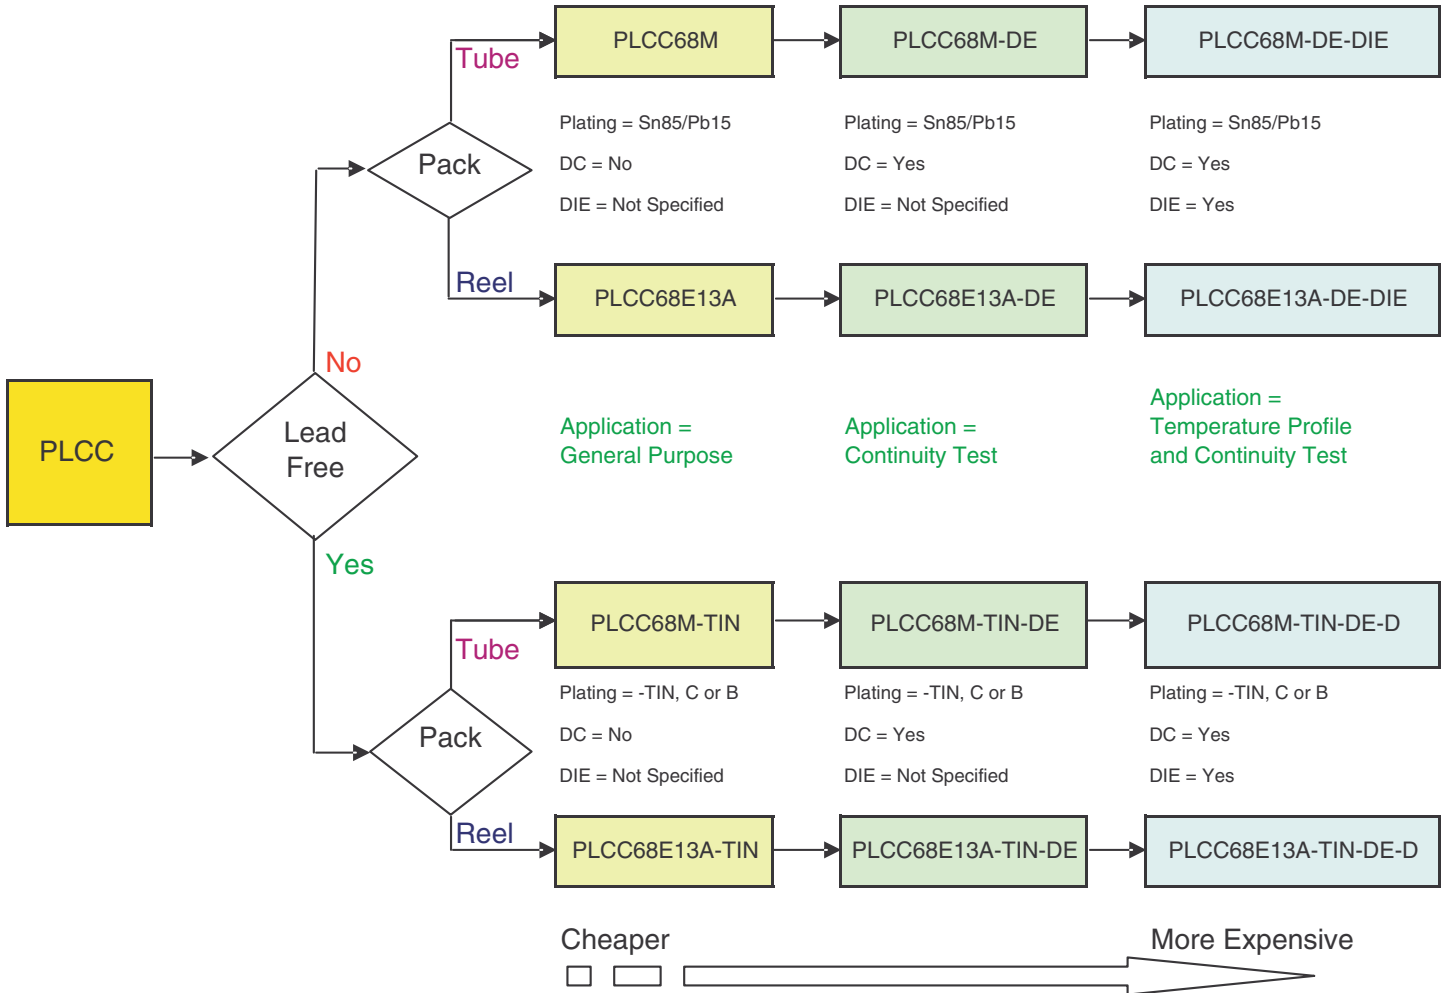 PLCC68M
PLCC68M-DE
PLCC68M-DE-DIE
Tube
Plating = Sn85/Pb15
Plating = Sn85/Pb15
Plating = Sn85/Pb15
Pack
DC = No
DC = Yes
DC = Yes
DIE = Not Specified
DIE = Not Specified
DIE = Yes
Reel
PLCC68E13A
PLCC68E13A-DE
PLCC68E13A-DE-DIE
No
PLCC
Lead
Free
Application =
General Purpose
Application =
Continuity Test
Application =
Temperature Profile
and Continuity Test
Yes
PLCC68M-TIN
PLCC68M-TIN-DE
PLCC68M-TIN-DE-D
Tube
Plating = -TIN, C or B
Plating = -TIN, C or B
Plating = -TIN, C or B
Pack
DC = No
DC = Yes
DC = Yes
DIE = Not Specified
DIE = Not Specified
DIE = Yes
Reel
PLCC68E13A-TIN
PLCC68E13A-TIN-DE
PLCC68E13A-TIN-DE-D
Cheaper
More Expensive